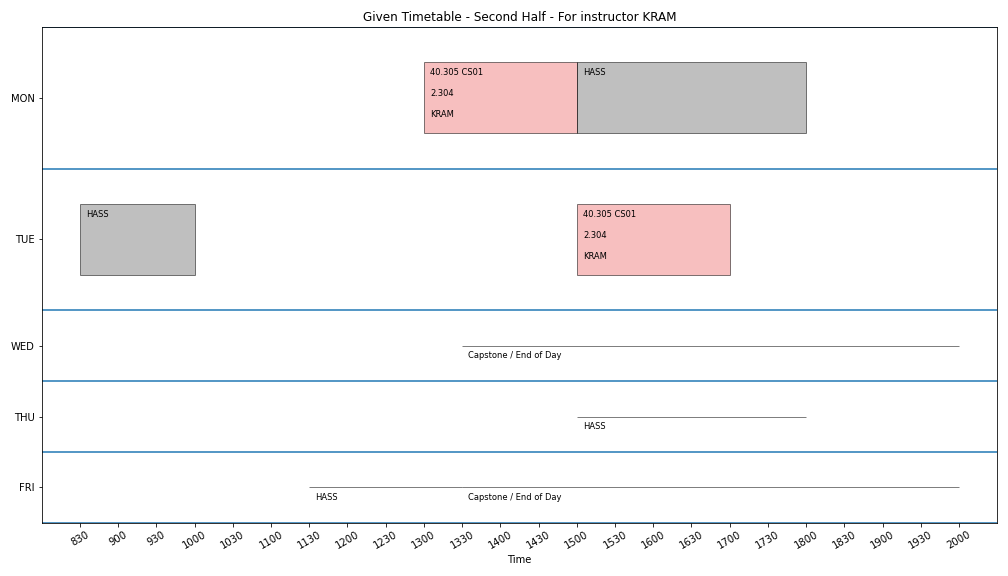 Given Timetable - Second Half - For instructor KRAM
MON
40.305 CS01
2.304
KRAM
HASS
TUE
HASS
40.305 CS01
2.304
KRAM
WED
Capstone / End of Day
THU
HASS
FRI
HASS
Capstone / End of Day
830 900 930 1000 1030 1100 1130 1200 1230 1300 1330 1400 1430 1500 1600 1630 1700 1730 1800 1830 1900 1930 2000
Time